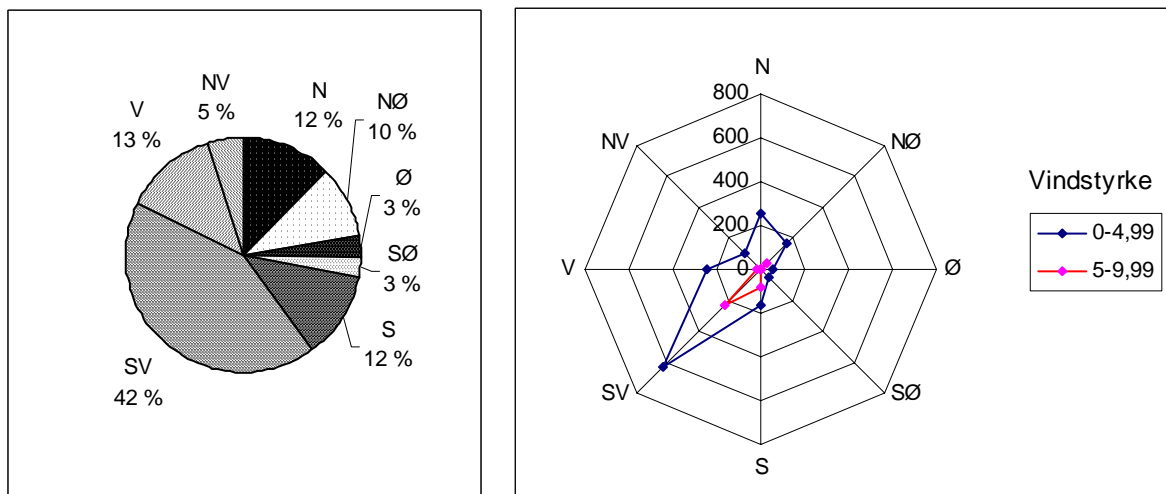 NV
5 %
N
12 %
NØ
10 %
V
13 %
Ø
3 %
SØ
3 %
S
12 %
SV
42 %
N
800
600
400
200
0
NØ
Ø
SØ
S
SV
V
NV
Vindstyrke
0-4,99
5-9,99